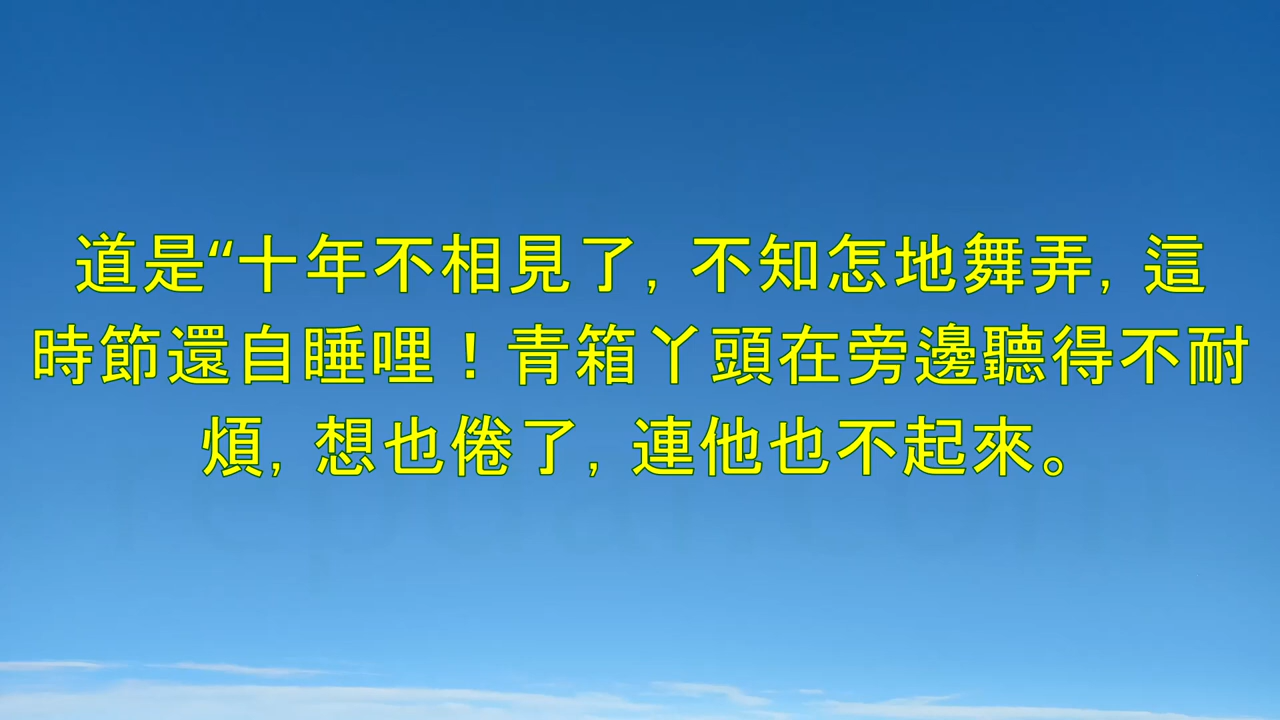 道是“十年不相見了, 不知怎地舞弄, 這
時節還自睡哩！青箱丫頭在旁邊聽得不耐
煩, 想也倦了, 連他也不起來。